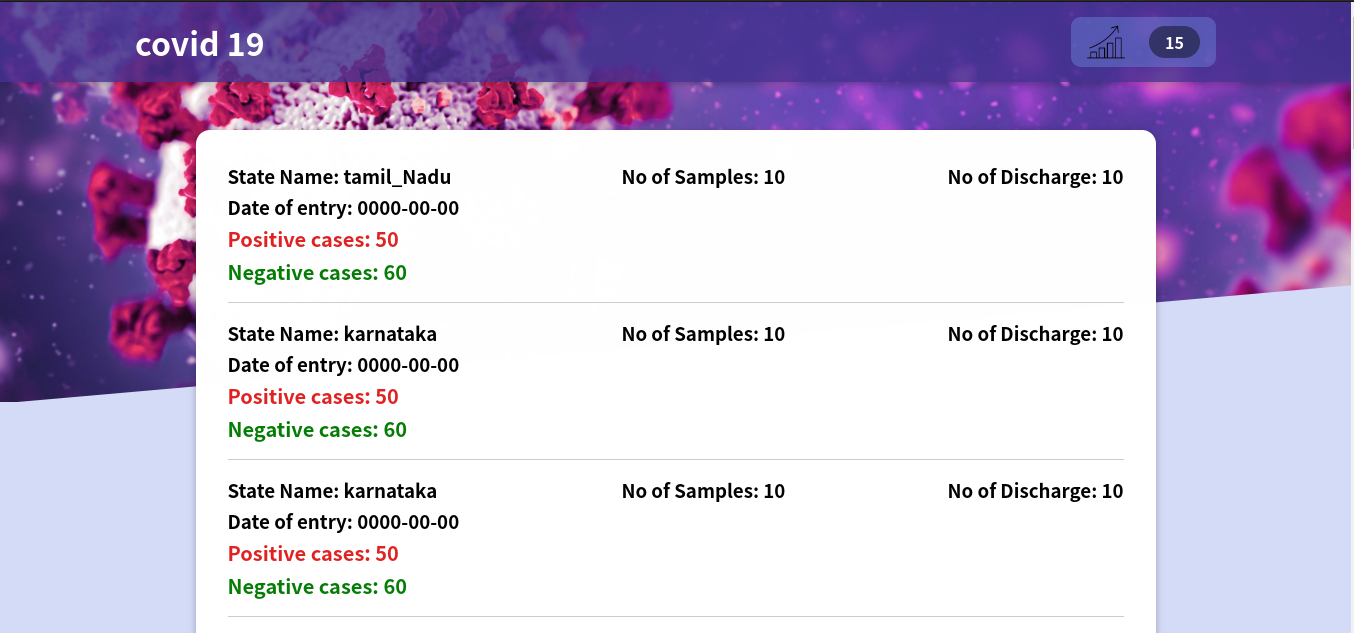 covid 19
15
State Name: tamil_Nadu No of Samples: 10 No of Discharge: 10
Date of entry: 0000-00-00
Positive cases: 50
Negative cases: 60
State Name: karnataka No of Samples: 10 No of Discharge: 10
Date of entry: 0000-00-00
Positive cases: 50
Negative cases: 60
State Name: karnataka No of Samples: 10 No of Discharge: 10
Date of entry: 0000-00-00
Positive cases: 50
Negative cases: 60